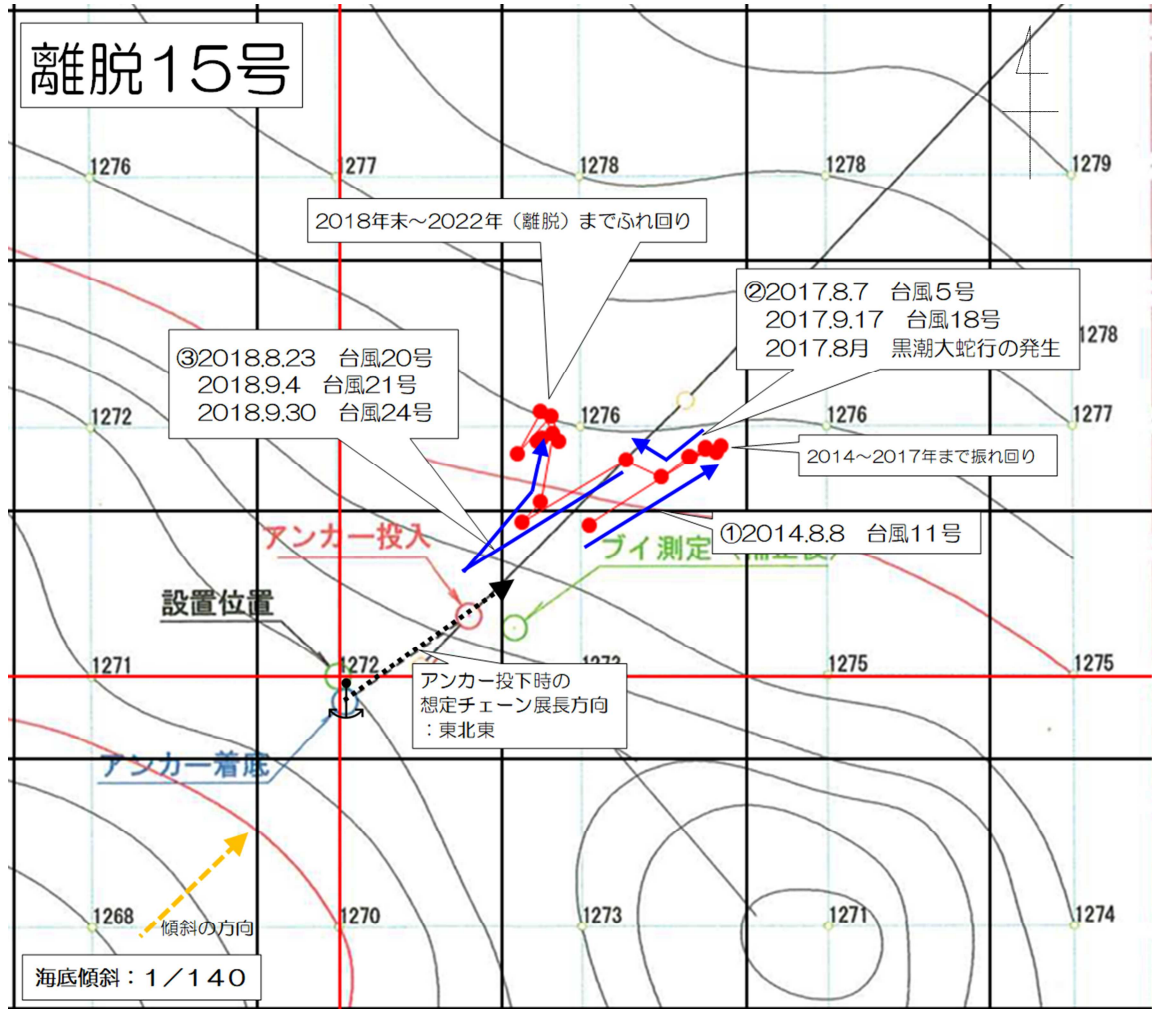 離脱15号
1276
1277
1278
1278
1279
2018年末～2022年（離脱）までふれ回り
②2017.8.7　台風5号
2017.9.17　台風18号
2017.8月　黒潮大蛇行の発生
1278
③2018.8.23　台風20号
2018.9.4　台風21号
2018.9.30　台風24号
1272
1276
1276
1277
2014～2017年まで振れ回り
①2014.8.8　台風11号
アンカー投入
ブイ測定
設置位置
1271
1272
1275
1275
アンカー投下時の
想定チェーン展長方向
：東北東
アンカー着底
傾斜の方向
1268
1270
1273
1271
1274
海底傾斜：1／140